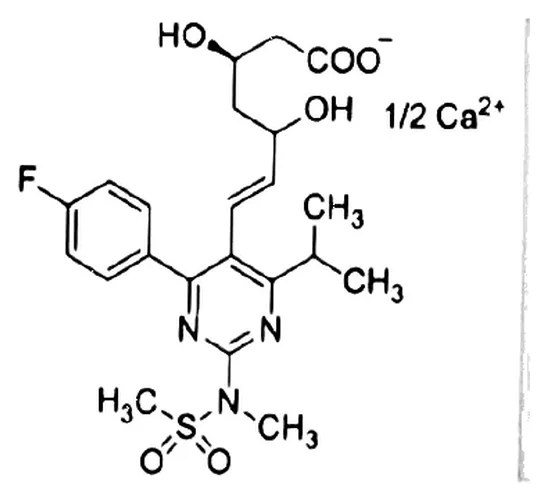 HO
COO⁻
OH 1/2 Ca²⁺
F
CH₃
CH₃
N N
N
H₃C
S CH₃
O O